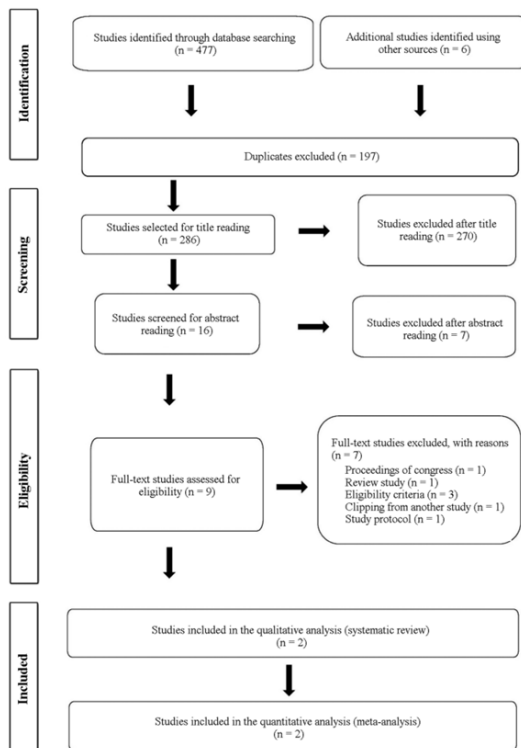 Identification
Studies identified through database searching
(n = 477)
Additional studies identified using
other sources (n = 6)
Duplicates excluded (n = 197)
Screening
Studies selected for title reading
(n = 286)
Studies excluded after title
reading (n = 270)
Studies screened for abstract
reading (n = 16)
Studies excluded after abstract
reading (n = 7)
Eligibility
Full-text studies assessed for
eligibility (n = 9)
Full-text studies excluded, with reasons
(n = 7)
Proceedings of congress (n = 1)
Review study (n = 1)
Eligibility criteria (n = 3)
Clipping from another study (n = 1)
Study protocol (n = 1)
Included
Studies included in the qualitative analysis (systematic review)
(n = 2)
Studies included in the quantitative analysis (meta-analysis)
(n = 2)